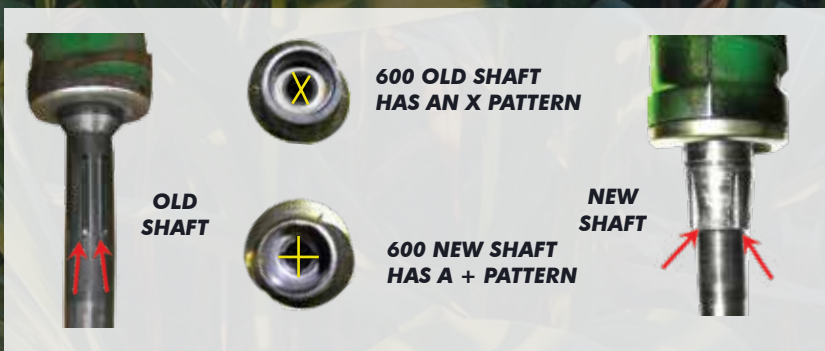 600 OLD SHAFT
HAS AN X PATTERN
OLD
SHAFT
NEW
SHAFT
600 NEW SHAFT
HAS A + PATTERN